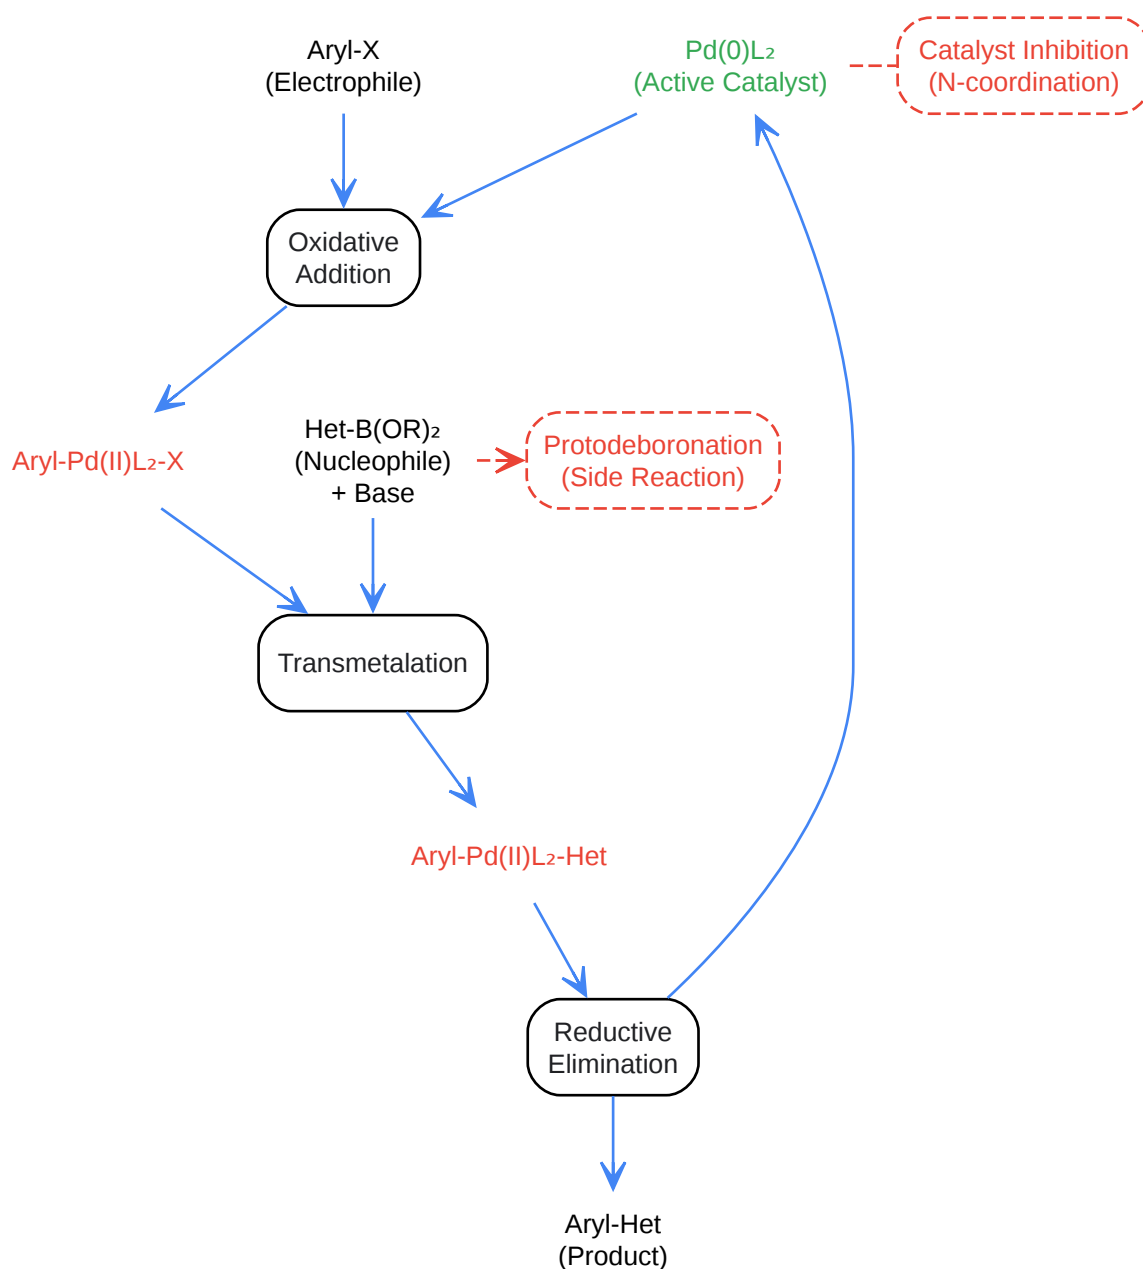 Aryl-X
(Electrophile)
Pd(0)L₂
(Active Catalyst)
Catalyst Inhibition
(N-coordination)
Oxidative
Addition
Aryl-Pd(II)L₂-X
Het-B(OR)₂
(Nucleophile)
+ Base
Protodeboronation
(Side Reaction)
Transmetalation
Aryl-Pd(II)L₂-Het
Reductive
Elimination
Aryl-Het
(Product)